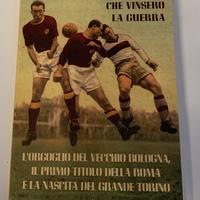 CHE VINSERO
LA GUERRA
L'ORGOGLIO DEL VECCHIO BOLOGNA,
IL PRIMO TITOLO DELLA ROMA
E LA NASCITA DEL GRANDE TORINO